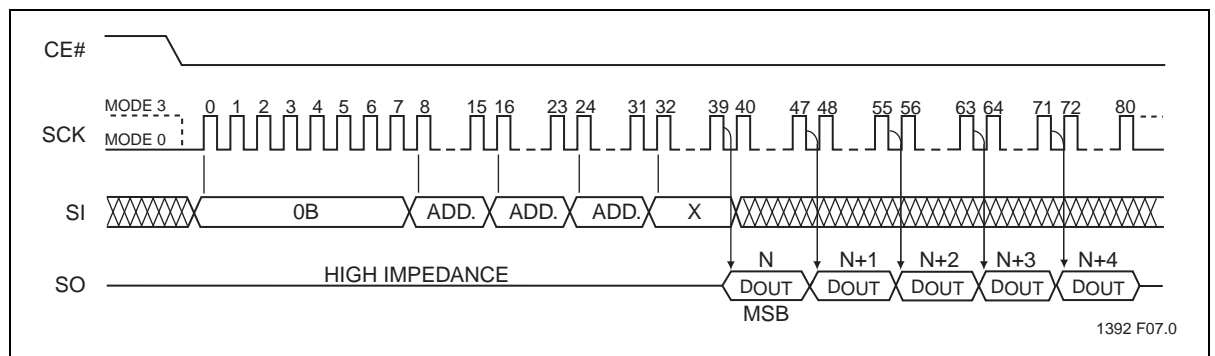 CE#
MODE 3
0 1 2 3 4 5 6 7 8 15 16 23 24 31 32 39 40 47 48 55 56 63 64 71 72 80
SCK
MODE 0
SI
0B ADD. ADD. ADD. X
N N+1 N+2 N+3 N+4
HIGH IMPEDANCE
SO
DOUT DOUT DOUT DOUT DOUT
MSB
1392 F07.0